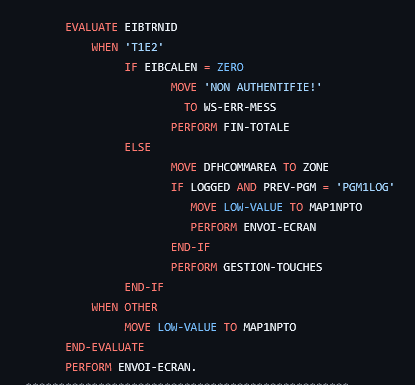 EVALUATE EIBTRNID
WHEN 'T1E2'
IF EIBCALEN = ZERO
MOVE 'NON AUTHENTIFIE!'
TO WS-ERR-MESS
PERFORM FIN-TOTALE
ELSE
MOVE DFHCOMMAREA TO ZONE
IF LOGGED AND PREV-PGM = 'PGM1LOG'
MOVE LOW-VALUE TO MAP1NPTO
PERFORM ENVOI-ECRAN
END-IF
PERFORM GESTION-TOUCHES
END-IF
WHEN OTHER
MOVE LOW-VALUE TO MAP1NPTO
END-EVALUATE
PERFORM ENVOI-ECRAN.